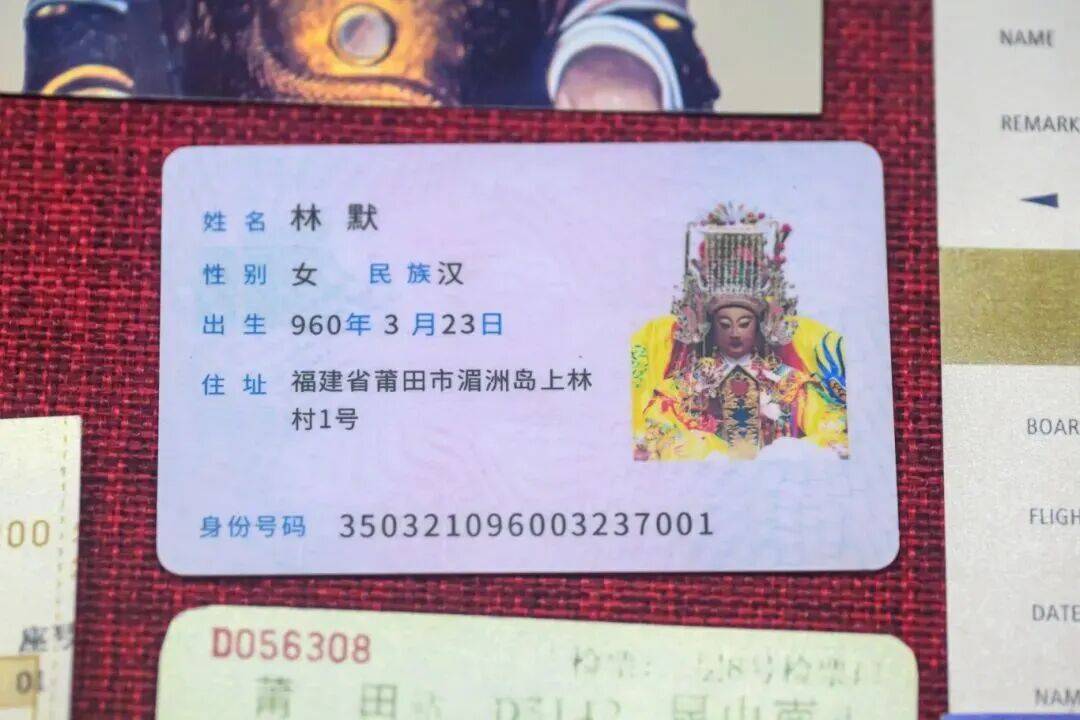 NAME
REMARK
姓名 林 默
性别 女 民族 汉
出生 960年 3月23日
住址 福建省莆田市湄洲岛上林
村1号
身份号码 350321096003237001
BOAR
FLIGH
DATE
NAM
00
座
01
D056308
莆 田